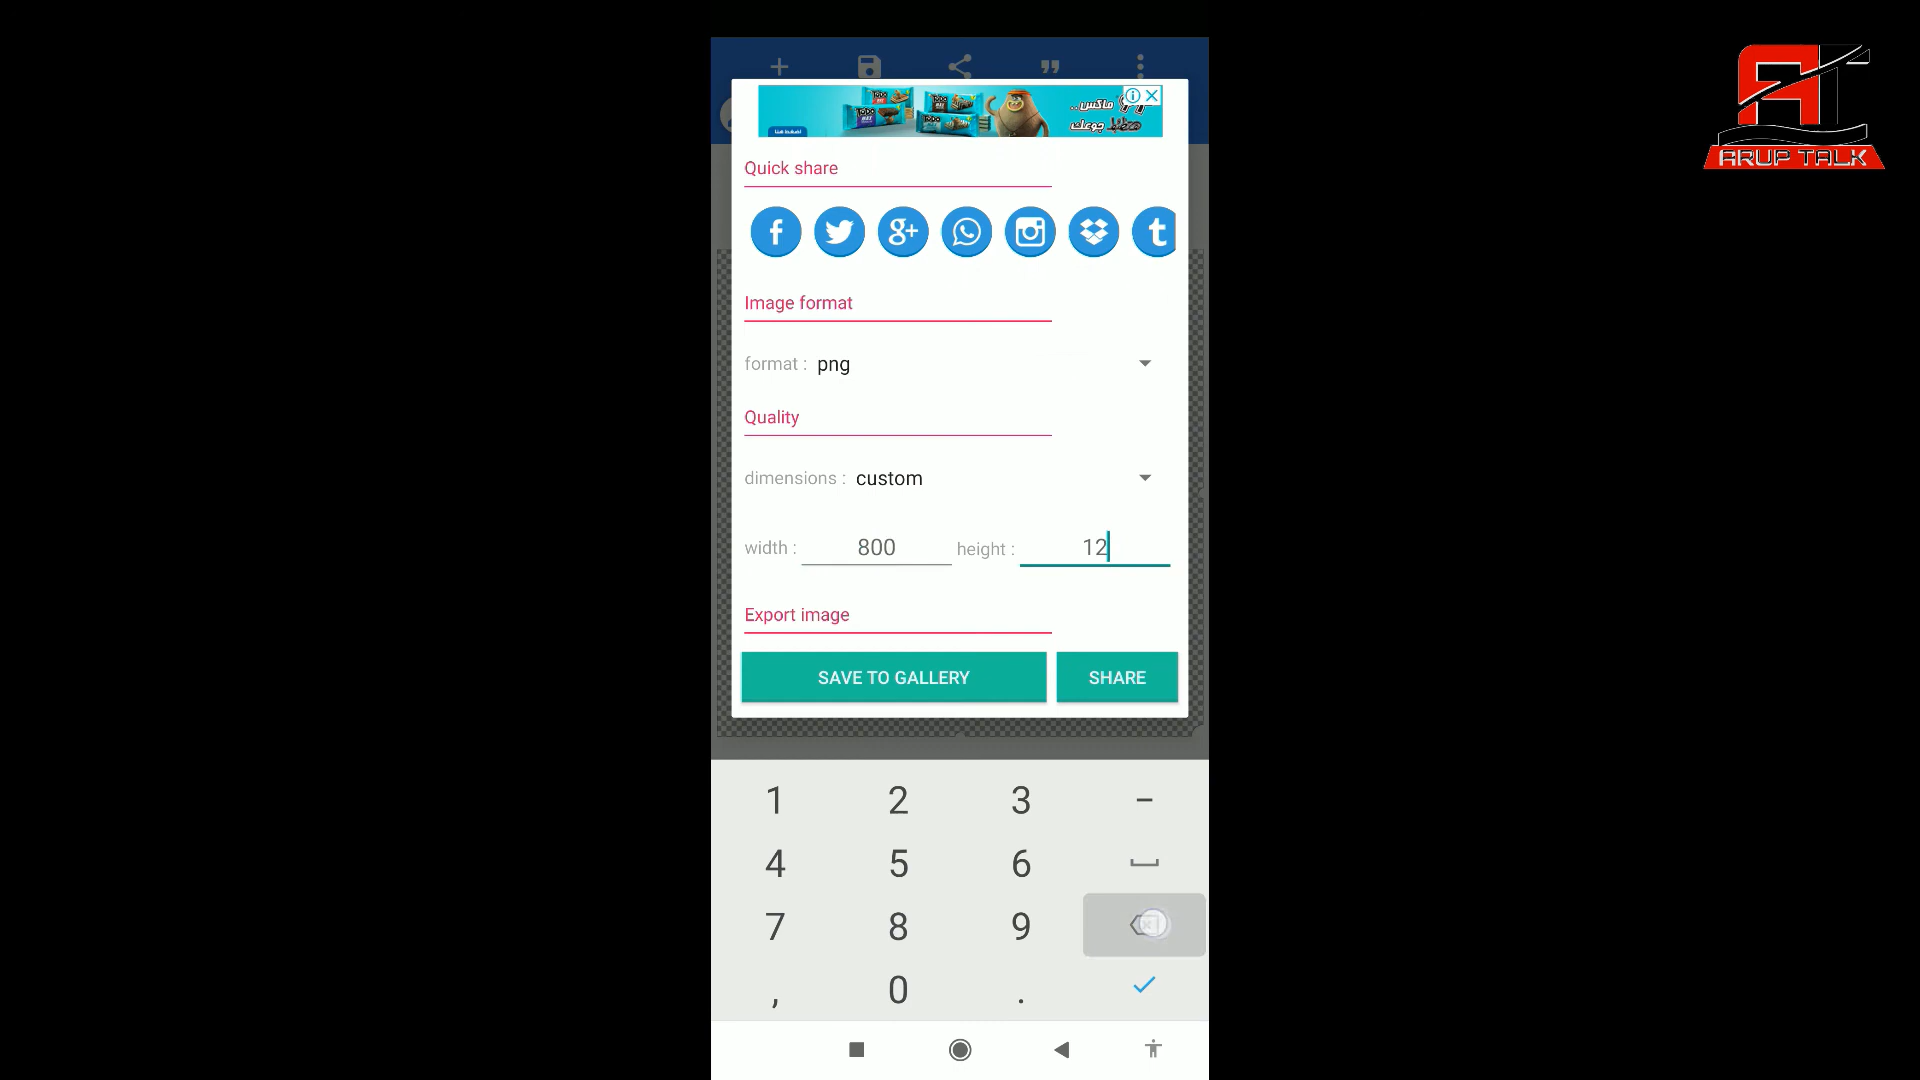 ماكس..
جوعك
Quick share
Image format
format : png
Quality
dimensions : custom
width : 800 height : 12
Export image
SAVE TO GALLERY SHARE
1 2 3 -
4 5 6
7 8 9
, 0 .
ARUP TALK